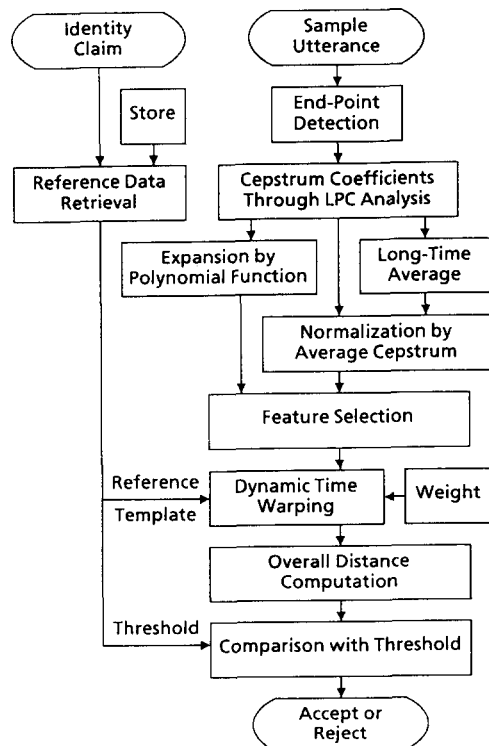 Identity
Claim
Sample
Utterance
Store
End-Point
Detection
Reference Data
Retrieval
Cepstrum Coefficients
Through LPC Analysis
Expansion by
Polynomial Function
Long-Time
Average
Normalization by
Average Cepstrum
Feature Selection
Reference
Template
Dynamic Time
Warping
Weight
Overall Distance
Computation
Threshold
Comparison with Threshold
Accept or
Reject